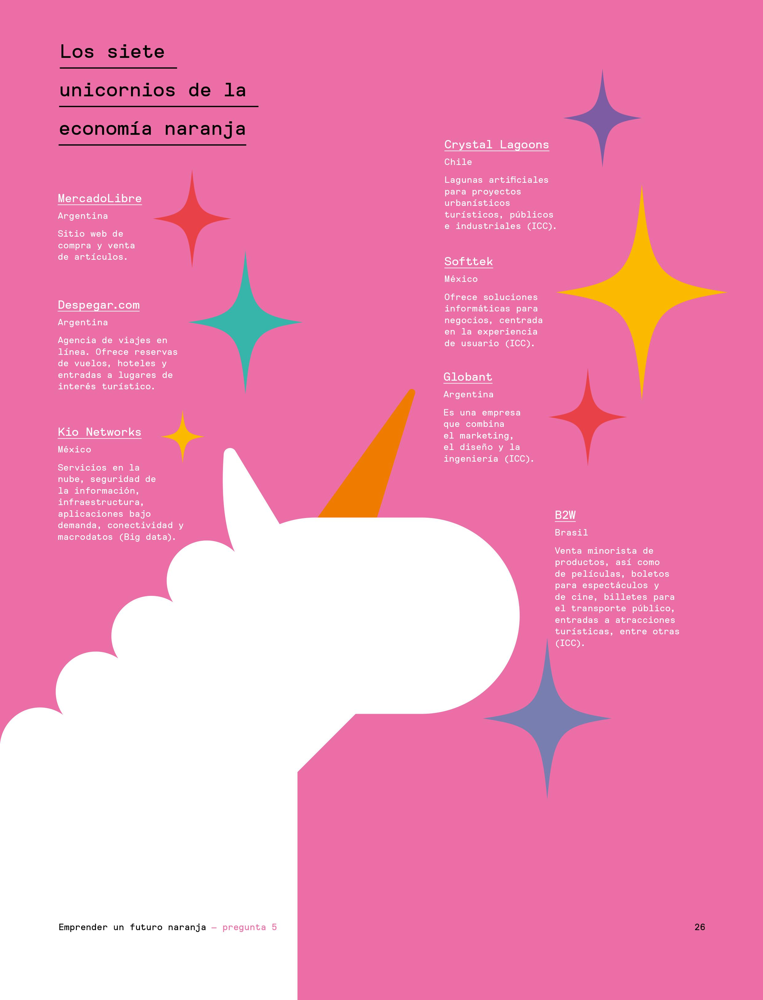 Los siete
unicornios de la
economía naranja
MercadoLibre
Argentina
Sitio web de
compra y venta
de artículos.
Despegar.com
Argentina
Agencia de viajes en
línea. Ofrece reservas
de vuelos, hoteles y
entradas a lugares de
interés turístico.
Kio Networks
México
Servicios en la
nube, seguridad de
la información,
infraestructura,
aplicaciones bajo
demanda, conectividad y
macrodatos (Big data).
Crystal Lagoons
Chile
Lagunas artificiales
para proyectos
urbanísticos
turísticos, públicos
e industriales (ICC).
Softtek
México
Ofrece soluciones
informáticas para
negocios, centrada
en la experiencia
de usuario (ICC).
Globant
Argentina
Es una empresa
que combina
el marketing,
el diseño y la
ingeniería (ICC).
B2W
Brasil
Venta minorista de
productos, así como
de películas, boletos
para espectáculos y
de cine, billetes para
el transporte público,
entradas a atracciones
turísticas, entre otras
(ICC).
Emprender un futuro naranja — pregunta 5
26